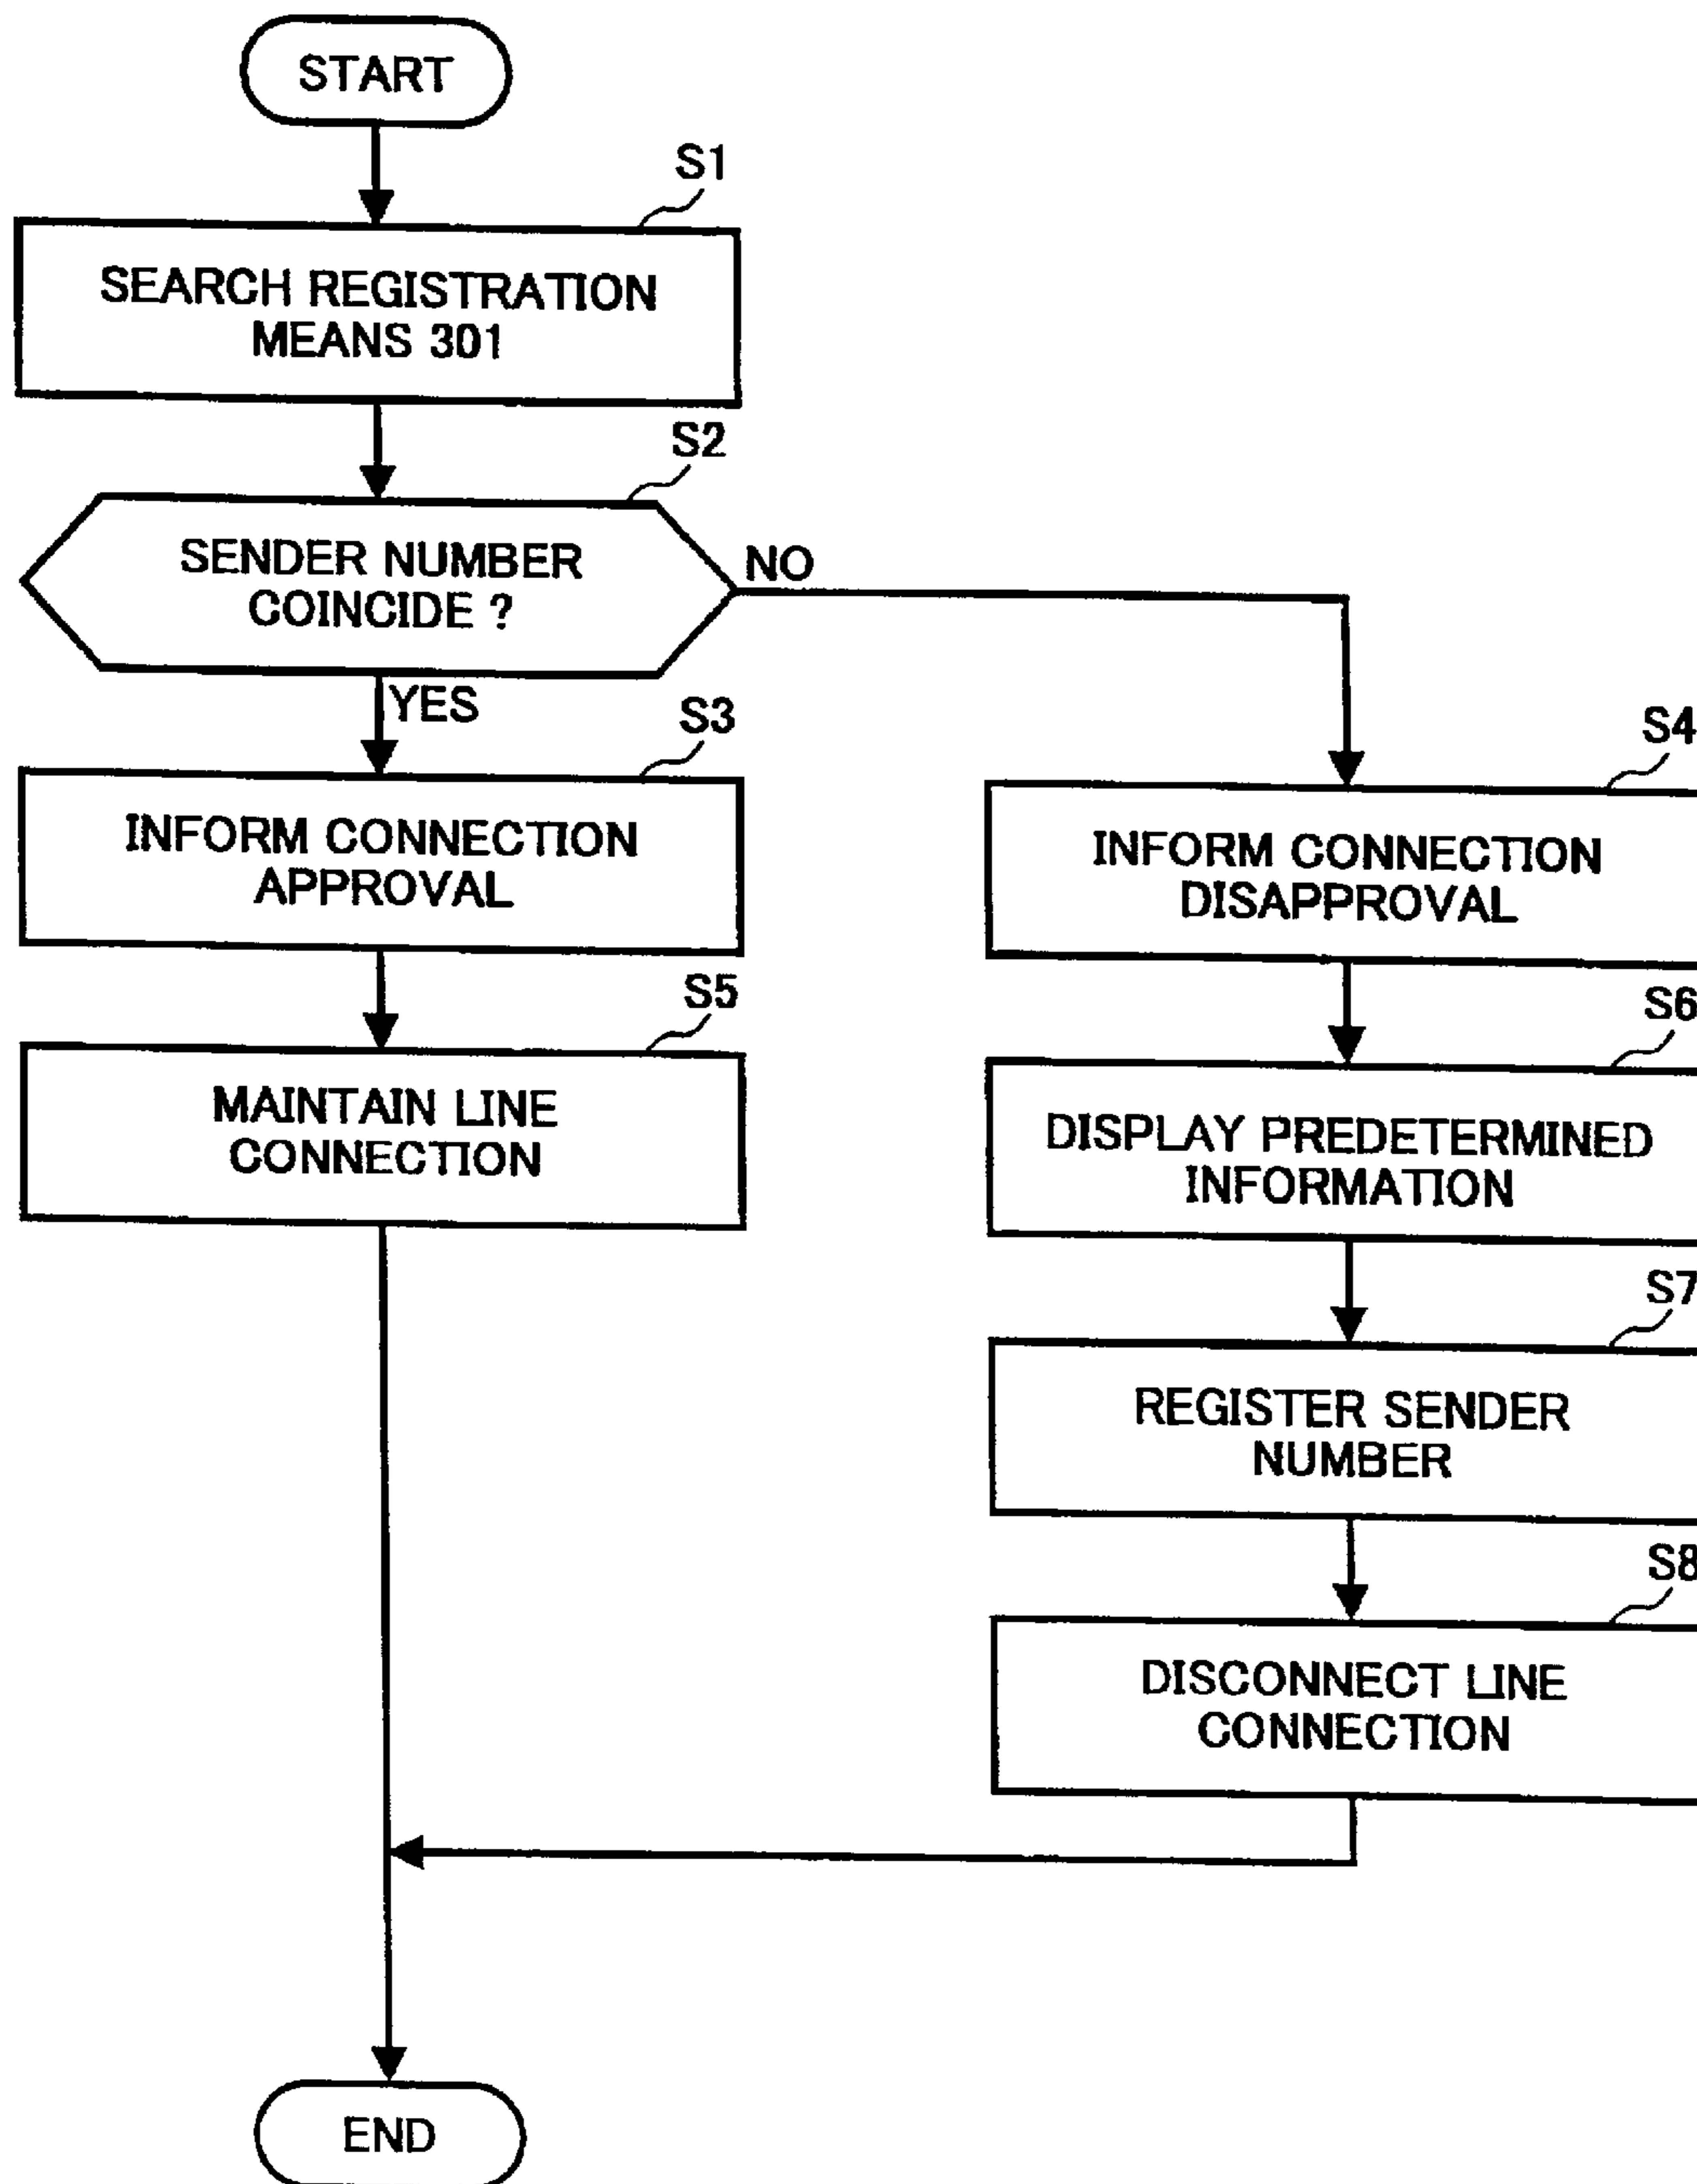 START
S1
SEARCH REGISTRATION
MEANS 301
S2
SENDER NUMBER
COINCIDE ?
NO
YES
S3
INFORM CONNECTION
APPROVAL
S4
INFORM CONNECTION
DISAPPROVAL
S5
MAINTAIN LINE
CONNECTION
S6
DISPLAY PREDETERMINED
INFORMATION
S7
REGISTER SENDER
NUMBER
S8
DISCONNECT LINE
CONNECTION
END